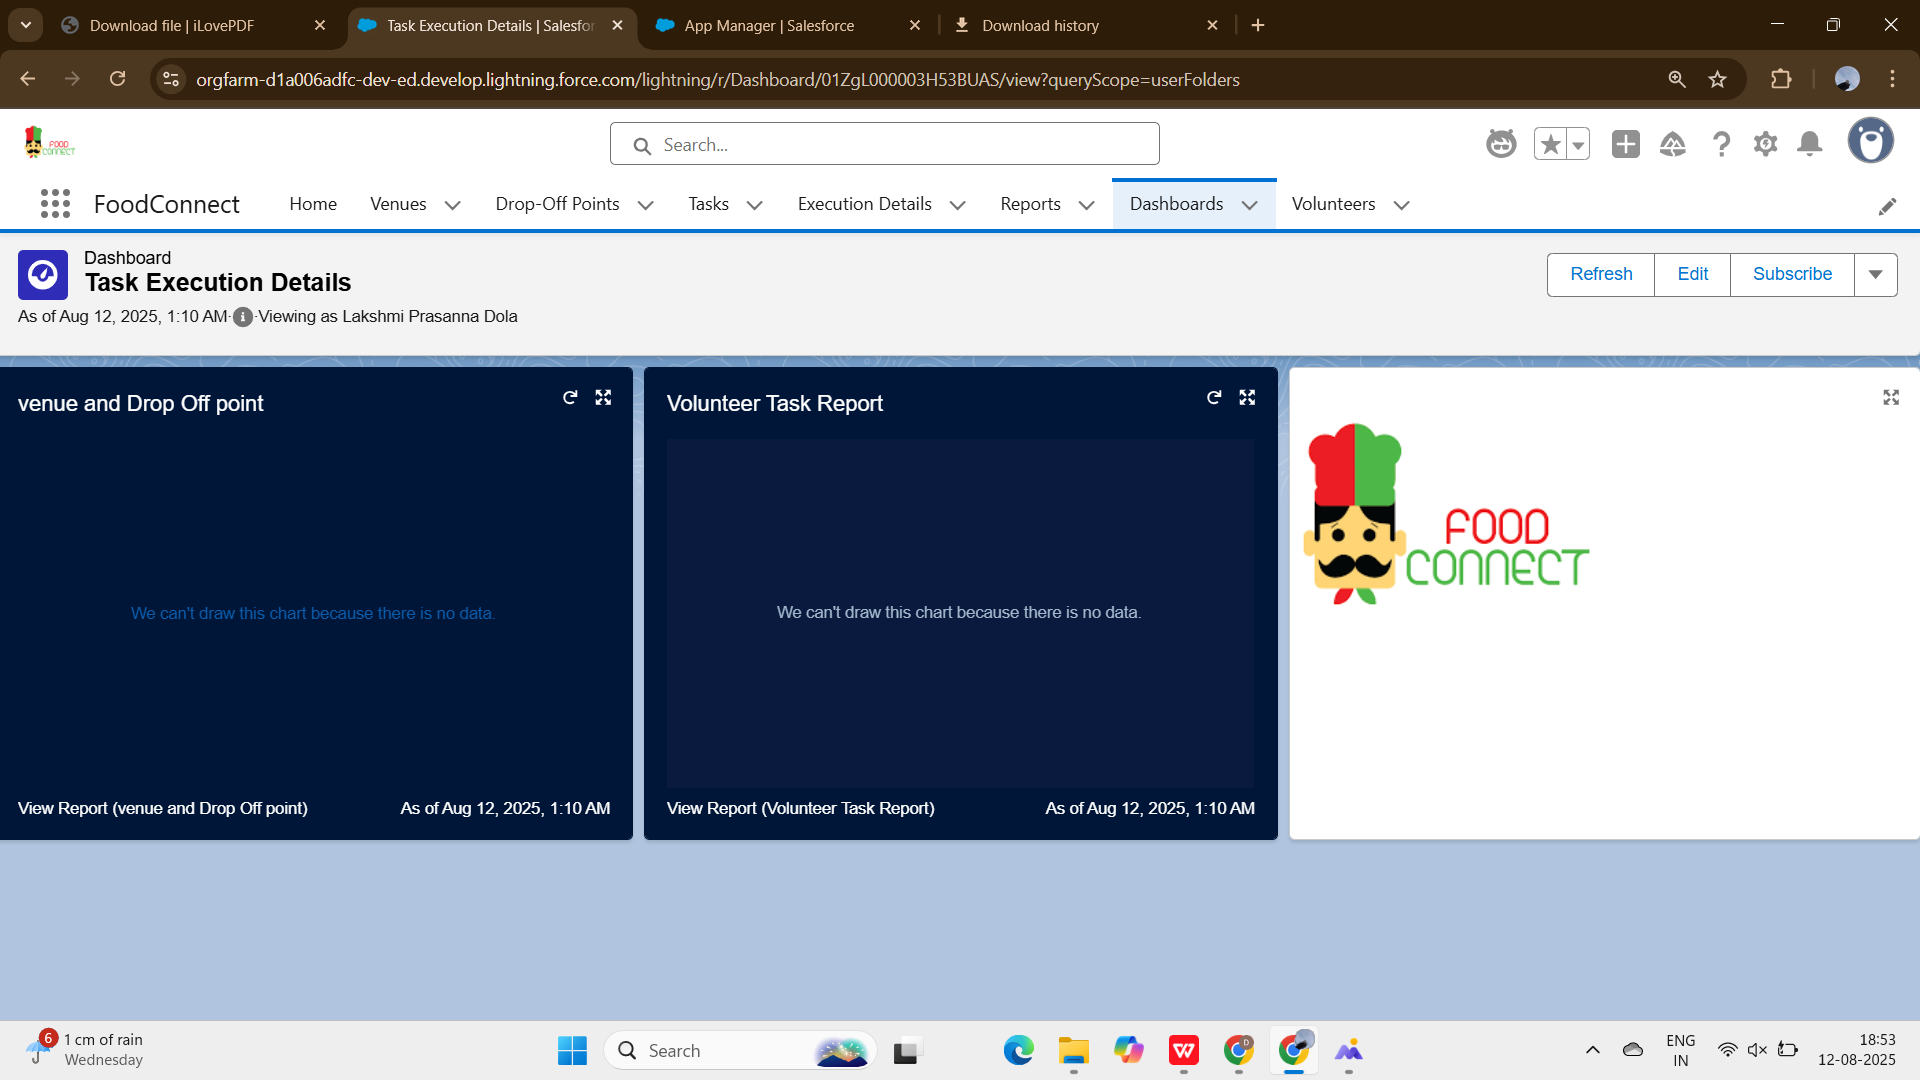 Download file | iLovePDF
Task Execution Details | Salesfor
App Manager | Salesforce
Download history
orgfarm-d1a006adfc-dev-ed.develop.lightning.force.com/lightning/r/Dashboard/01ZgL000003H53BUAS/view?queryScope=userFolders
FOOD
CONNECT
Search...
FoodConnect
Home
Venues
Drop-Off Points
Tasks
Execution Details
Reports
Dashboards
Volunteers
Dashboard
Task Execution Details
As of Aug 12, 2025, 1:10 AM·Viewing as Lakshmi Prasanna Dola
Refresh
Edit
Subscribe
venue and Drop Off point
We can't draw this chart because there is no data.
View Report (venue and Drop Off point)
As of Aug 12, 2025, 1:10 AM
Volunteer Task Report
We can't draw this chart because there is no data.
View Report (Volunteer Task Report)
As of Aug 12, 2025, 1:10 AM
FOOD
CONNECT
6
1 cm of rain
Wednesday
Search
D
ENG
IN
18:53
12-08-2025